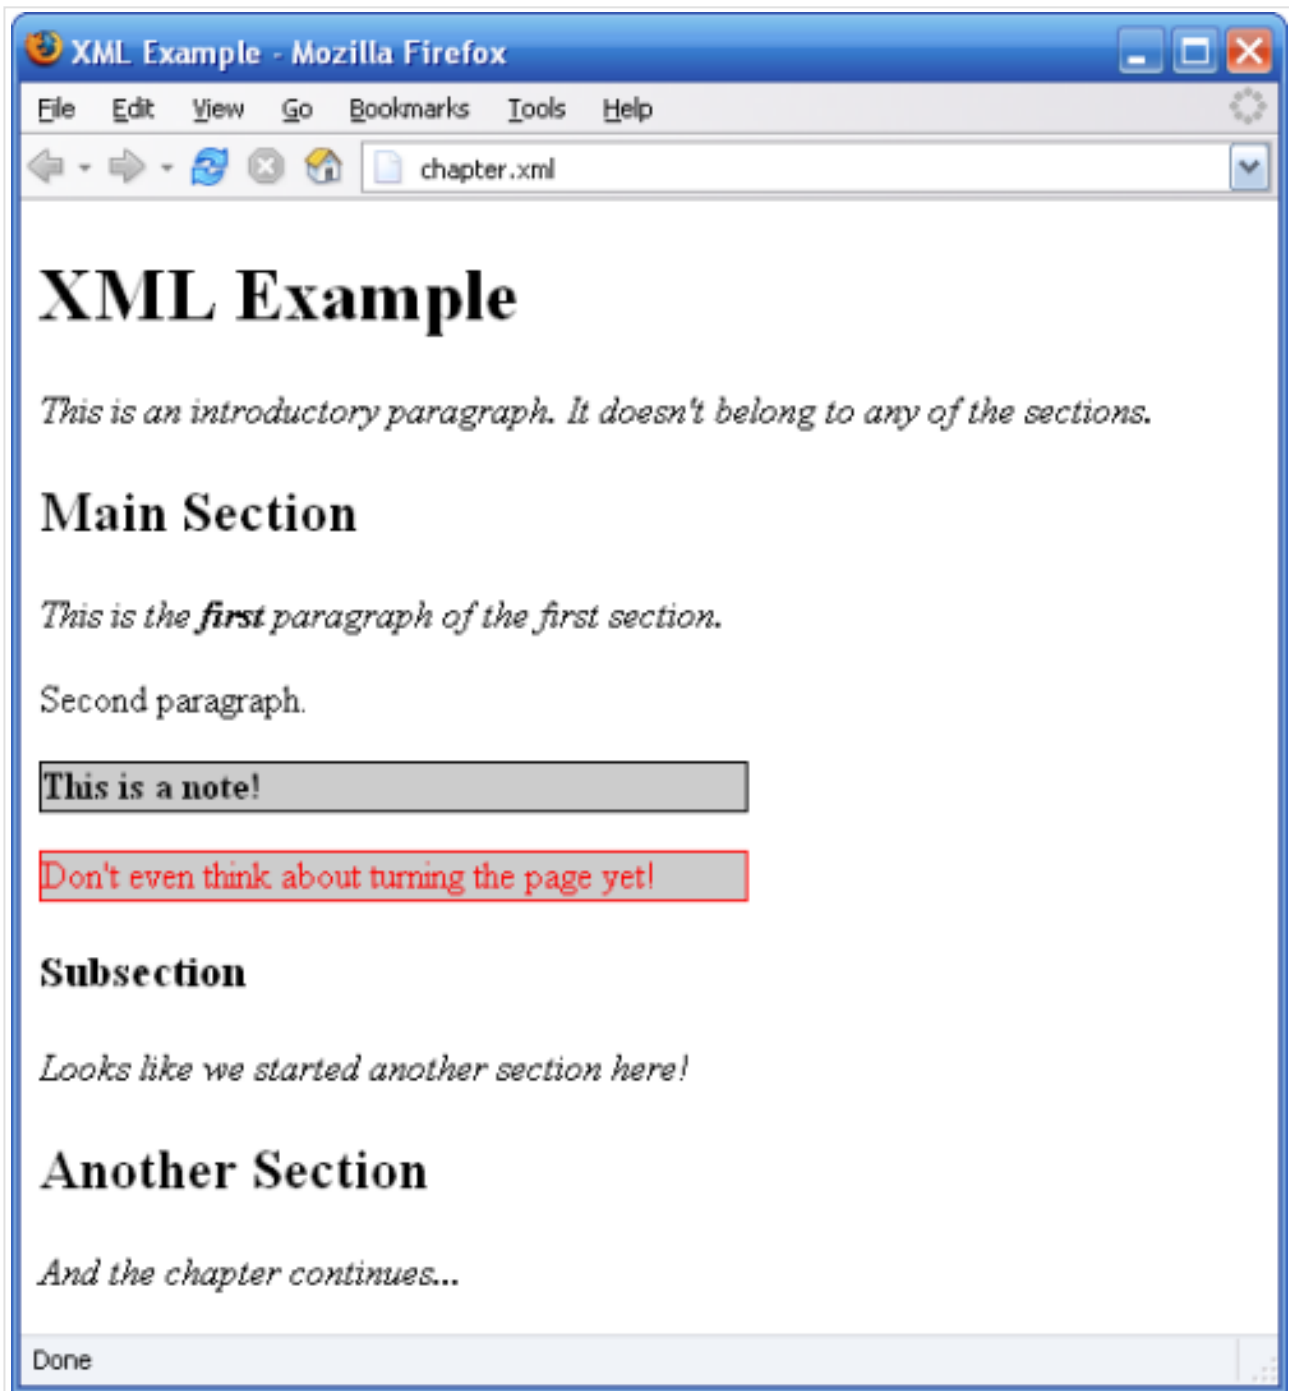 XML Example - Mozilla Firefox
File Edit View Go Bookmarks Tools Help
chapter.xml
XML Example
This is an introductory paragraph. It doesn't belong to any of the sections.
Main Section
This is the first paragraph of the first section.
Second paragraph.
This is a note!
Don't even think about turning the page yet!
Subsection
Looks like we started another section here!
Another Section
And the chapter continues...
Done